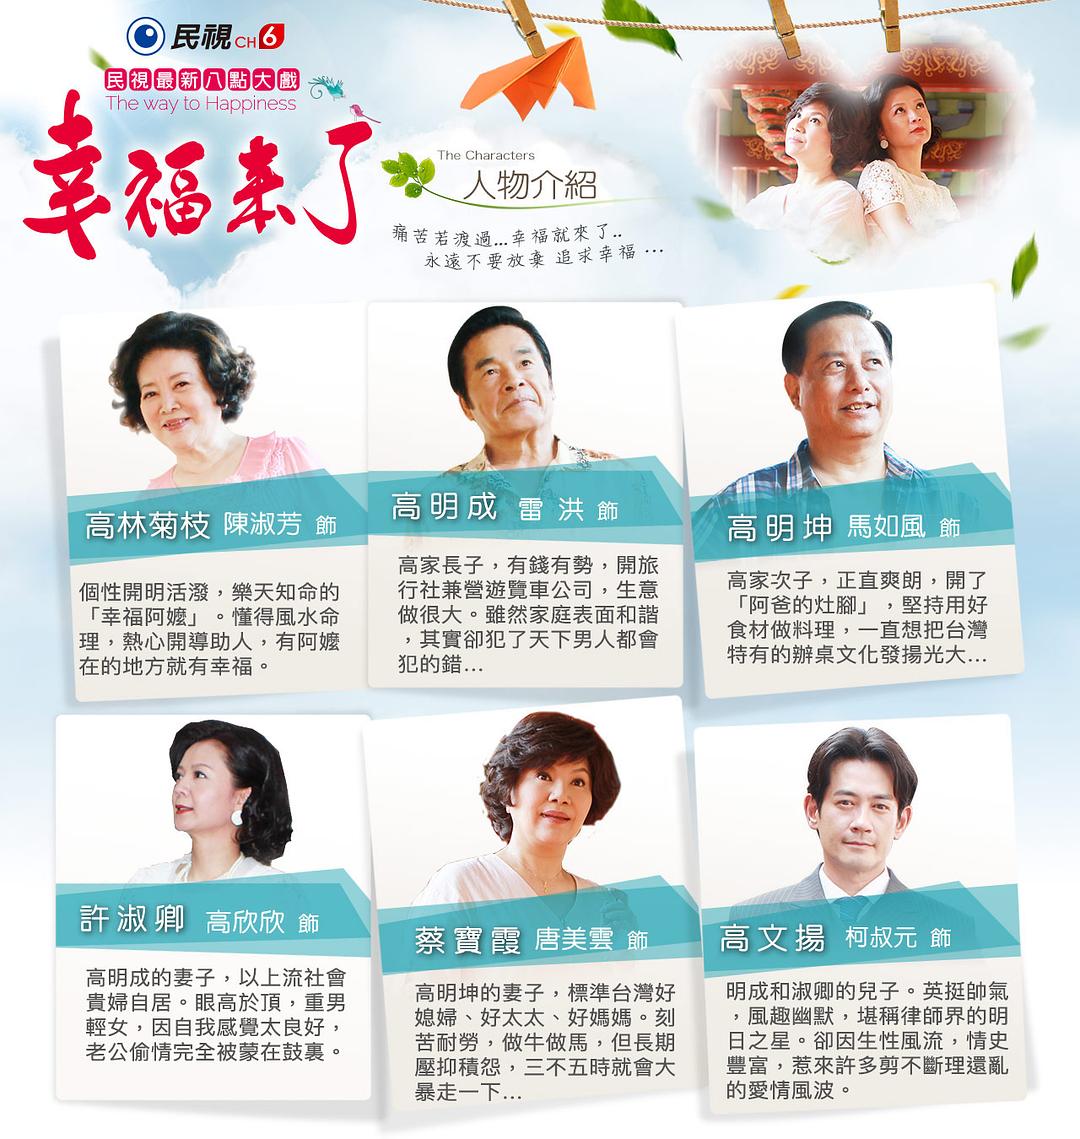 民視CH6
民視最新八點大戲
The way to Happiness
幸福來了
The Characters
人物介紹
痛苦若渡過...幸福就來了..
永遠不要放棄 追求幸福 ...
高林菊枝 陳淑芳 飾
個性開明活潑，樂天知命的
「幸福阿嬤」。懂得風水命
理，熱心開導助人，有阿嬤
在的地方就有幸福。
高明成 雷洪 飾
高家長子，有錢有勢，開旅
行社兼營遊覽車公司，生意
做很大。雖然家庭表面和諧
，其實卻犯了天下男人都會
犯的錯...
高明坤 馬如風 飾
高家次子，正直爽朗，開了
「阿爸的灶腳」，堅持用好
食材做料理，一直想把台灣
特有的辦桌文化發揚光大...
許淑卿 高欣欣 飾
高明成的妻子，以上流社會
貴婦自居。眼高於頂，重男
輕女，因自我感覺太良好，
老公偷情完全被蒙在鼓裏。
蔡寶霞 唐美雲 飾
高明坤的妻子，標準台灣好
媳婦、好太太、好媽媽。刻
苦耐勞，做牛做馬，但長期
壓抑積怨，三不五時就會大
暴走一下...
高文揚 柯叔元 飾
明成和淑卿的兒子。英挺帥氣
，風趣幽默，堪稱律師界的明
日之星。卻因生性風流，情史
豐富，惹來許多剪不斷理還亂
的愛情風波。